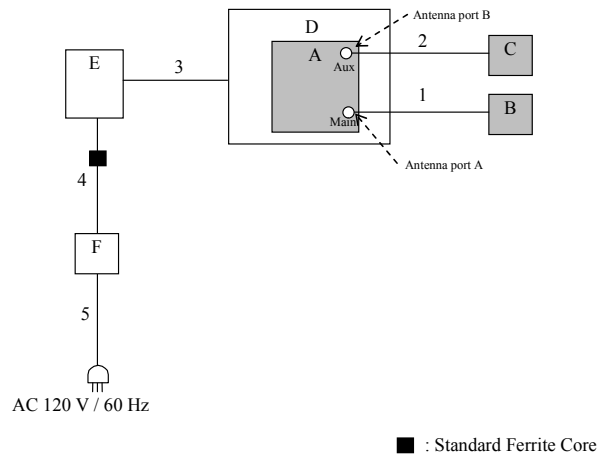 Antenna port B
D
E
A
Aux
2
C
3
1
B
Main
Antenna port A
4
F
5
AC 120 V / 60 Hz
: Standard Ferrite Core